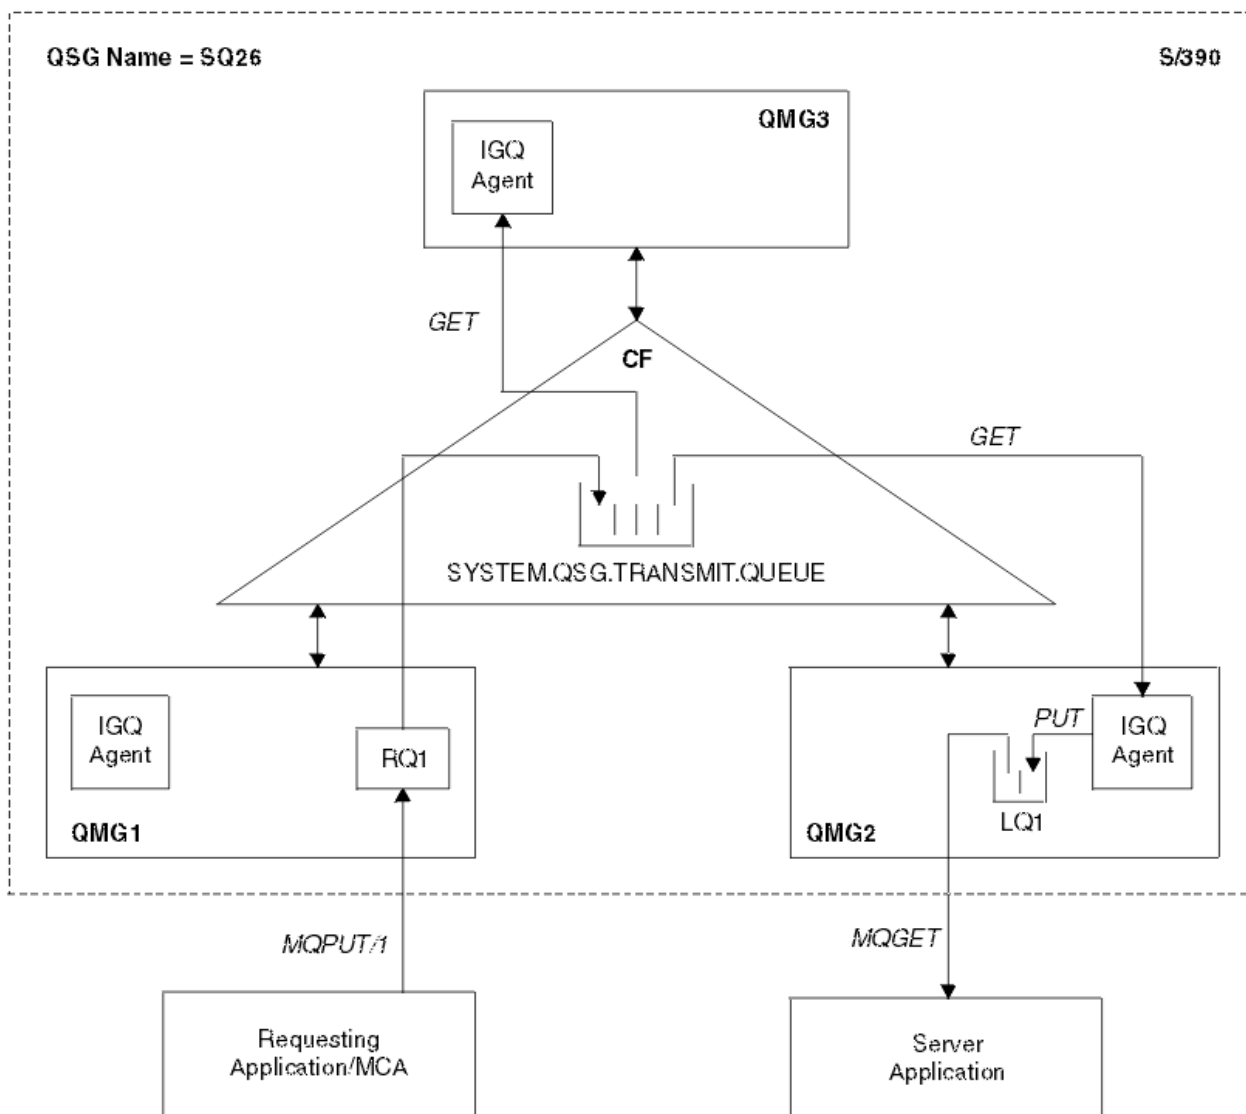 QSG Name = SQ26
S/390
QMG3
IGQ
Agent
GET
CF
GET
SYSTEM.QSG.TRANSMIT.QUEUE
IGQ
Agent
RQ1
QMG1
PUT
IGQ
Agent
LQ1
QMG2
MQPUT/1
MQGET
Requesting
Application/MCA
Server
Application